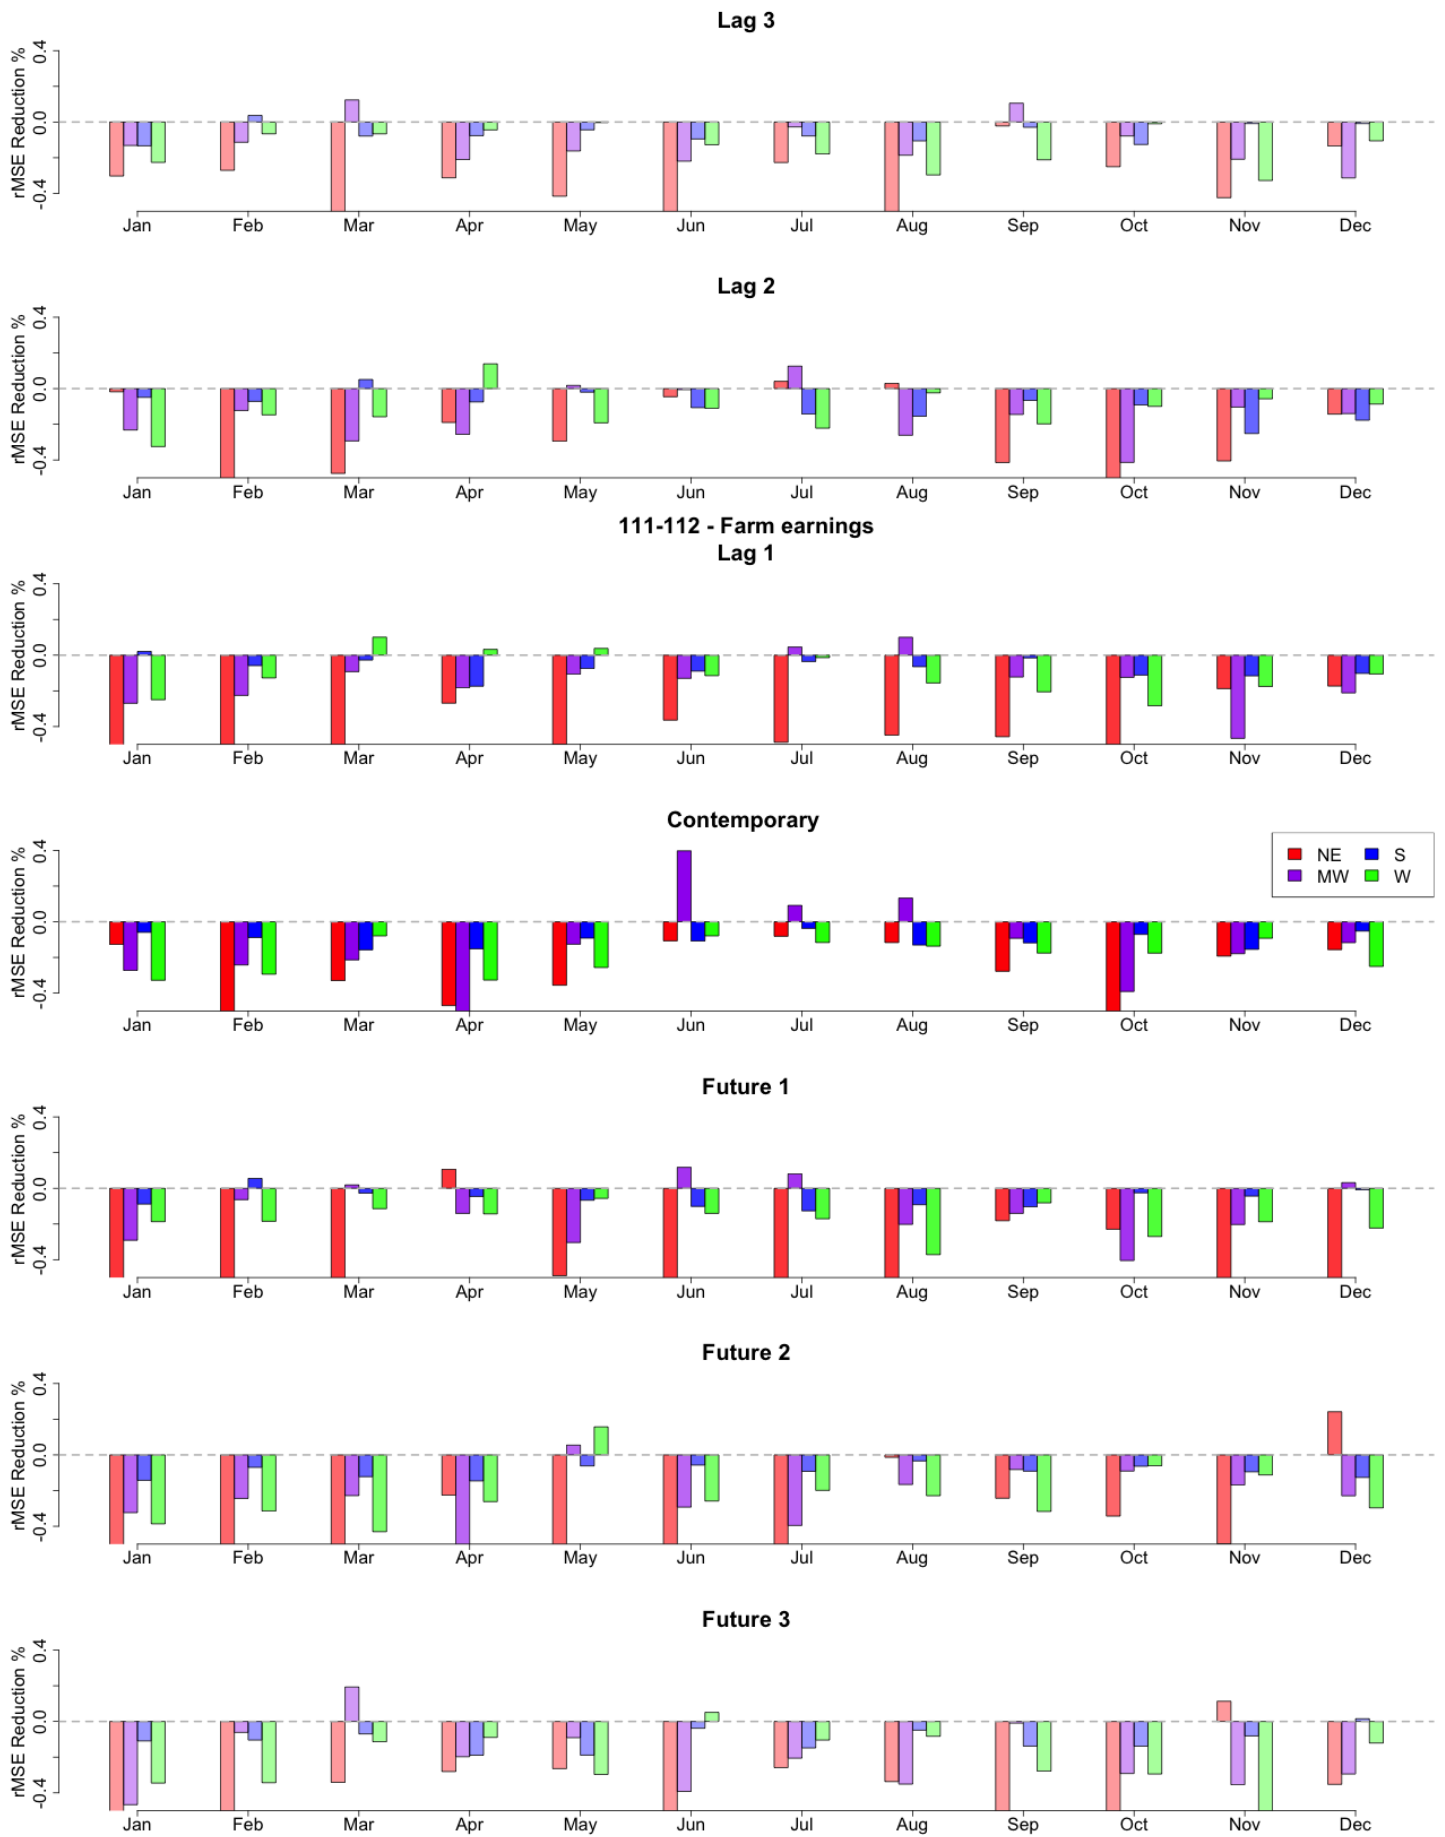 Lag 3
rMSE Reduction %
0.4
0.0
-0.4
Jan Feb Mar Apr May Jun Jul Aug Sep Oct Nov Dec
Lag 2
rMSE Reduction %
0.4
0.0
-0.4
Jan Feb Mar Apr May Jun Jul Aug Sep Oct Nov Dec
111-112 - Farm earnings
Lag 1
rMSE Reduction %
0.4
0.0
-0.4
Jan Feb Mar Apr May Jun Jul Aug Sep Oct Nov Dec
Contemporary
rMSE Reduction %
0.4
0.0
-0.4
NE S
MW W
Jan Feb Mar Apr May Jun Jul Aug Sep Oct Nov Dec
Future 1
rMSE Reduction %
0.4
0.0
-0.4
Jan Feb Mar Apr May Jun Jul Aug Sep Oct Nov Dec
Future 2
rMSE Reduction %
0.4
0.0
-0.4
Jan Feb Mar Apr May Jun Jul Aug Sep Oct Nov Dec
Future 3
rMSE Reduction %
0.4
0.0
-0.4
Jan Feb Mar Apr May Jun Jul Aug Sep Oct Nov Dec